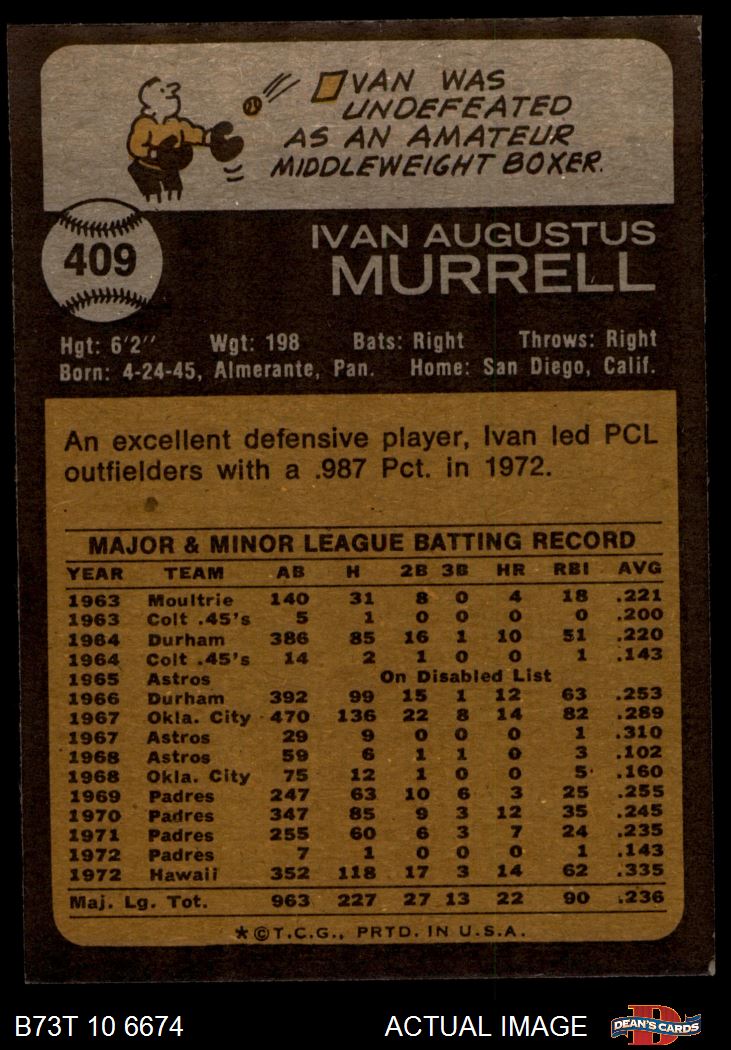 IVAN WAS
UNDEFEATED
AS AN AMATEUR
MIDDLEWEIGHT BOXER.
409
IVAN AUGUSTUS
MURRELL
Hgt: 6'2" Wgt: 198 Bats: Right Throws: Right
Born: 4-24-45, Almerante, Pan. Home: San Diego, Calif.
An excellent defensive player, Ivan led PCL
outfielders with a .987 Pct. in 1972.
MAJOR & MINOR LEAGUE BATTING RECORD
YEAR TEAM AB H 2B 3B HR RBI AVG
1963 Moultrie 140 31 8 0 4 18 .221
1963 Colt .45's 5 1 0 0 0 0 .200
1964 Durham 386 85 16 1 10 51 .220
1964 Colt .45's 14 2 1 0 0 1 .143
1965 Astros On Disabled List
1966 Durham 392 99 15 1 12 63 .253
1967 Okla. City 470 136 22 8 14 82 .289
1967 Astros 29 9 0 0 0 1 .310
1968 Astros 59 6 1 1 0 3 .102
1968 Okla. City 75 12 1 0 0 5 .160
1969 Padres 247 63 10 6 3 25 .255
1970 Padres 347 85 9 3 12 35 .245
1971 Padres 255 60 6 3 7 24 .235
1972 Padres 7 1 0 0 0 1 .143
1972 Hawaii 352 118 17 3 14 62 .335
Maj. Lg. Tot. 963 227 27 13 22 90 .236
*©T.C.G., PRTD. IN U.S.A.
B73T 10 6674 ACTUAL IMAGE D DEAN'S CARDS